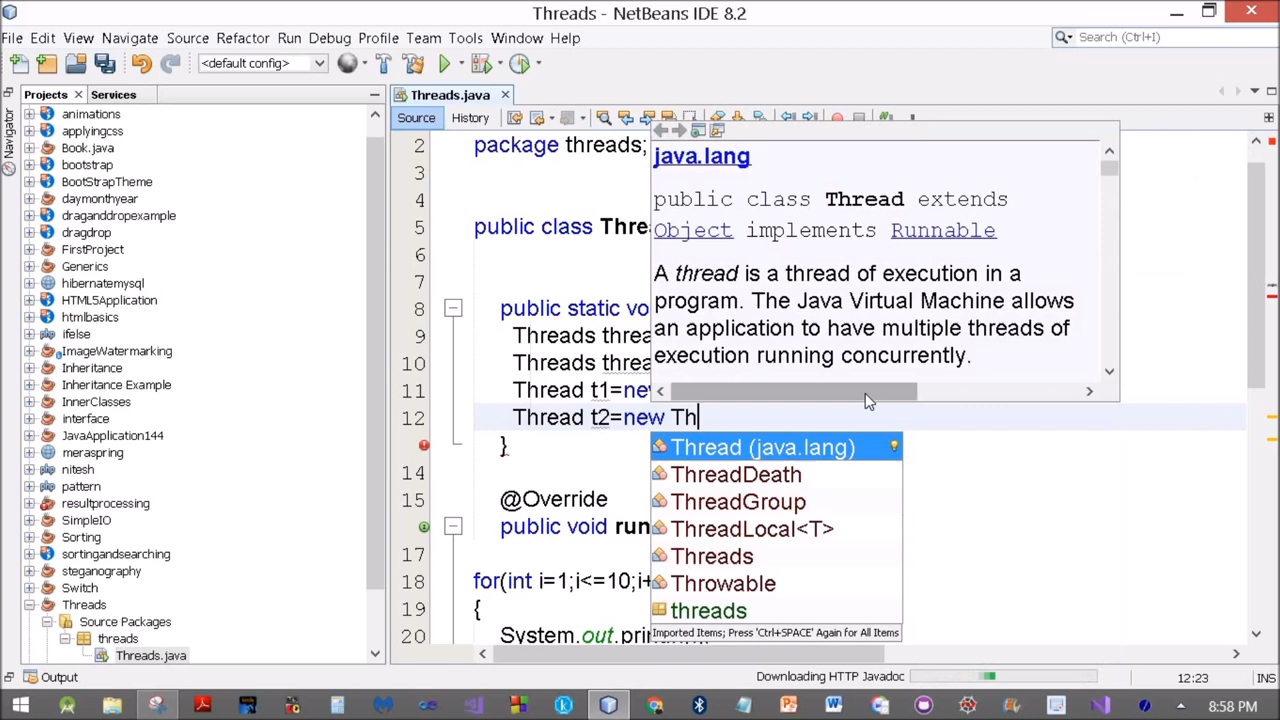 Threads - NetBeans IDE 8.2
File Edit View Navigate Source Refactor Run Debug Profile Team Tools Window Help
Search (Ctrl+I)
<default config>
Projects Services
Navigator
animations
applyingcss
Book.java
bootstrap
BootStrapTheme
daymonthyear
draganddropexample
dragdrop
FirstProject
Generics
hibernatemysql
HTML5Application
htmlbasics
ifelse
ImageWatermarking
Inheritance
Inheritance Example
InnerClasses
interface
JavaApplication144
meraspring
nitesh
pattern
resultprocessing
SimpleIO
Sorting
sortingandsearching
steganography
Switch
Threads
Source Packages
threads
Threads.java
Threads.java
Source History
2 package threads;
3
4
5 public class Threa
6
7
8 public static vo
9 Threads threa
10 Threads threa
11 Thread t1=new
12 Thread t2=new Th
}
14
15 @Override
public void run
17
18 for(int i=1;i<=10;i+
19 {
20 System.out.println
java.lang
public class Thread extends
Object implements Runnable
A thread is a thread of execution in a
program. The Java Virtual Machine allows
an application to have multiple threads of
execution running concurrently.
Thread (java.lang)
ThreadDeath
ThreadGroup
ThreadLocal<T>
Threads
Throwable
threads
Imported Items; Press 'Ctrl+SPACE' Again for All Items
Output
Downloading HTTP Javadoc
12:23 INS
8:58 PM